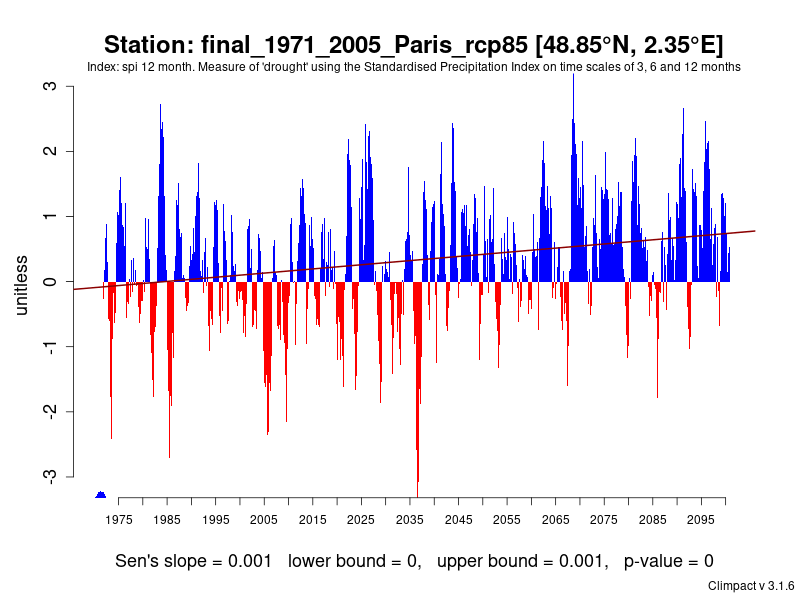 Station: final_1971_2005_Paris_rcp85 [48.85°N, 2.35°E]
Index: spi 12 month. Measure of 'drought' using the Standardised Precipitation Index on time scales of 3, 6 and 12 months
unitless
3
2
1
0
-1
-2
-3
1975 1985 1995 2005 2015 2025 2035 2045 2055 2065 2075 2085 2095
Sen's slope = 0.001 lower bound = 0, upper bound = 0.001, p-value = 0
Climpact v 3.1.6